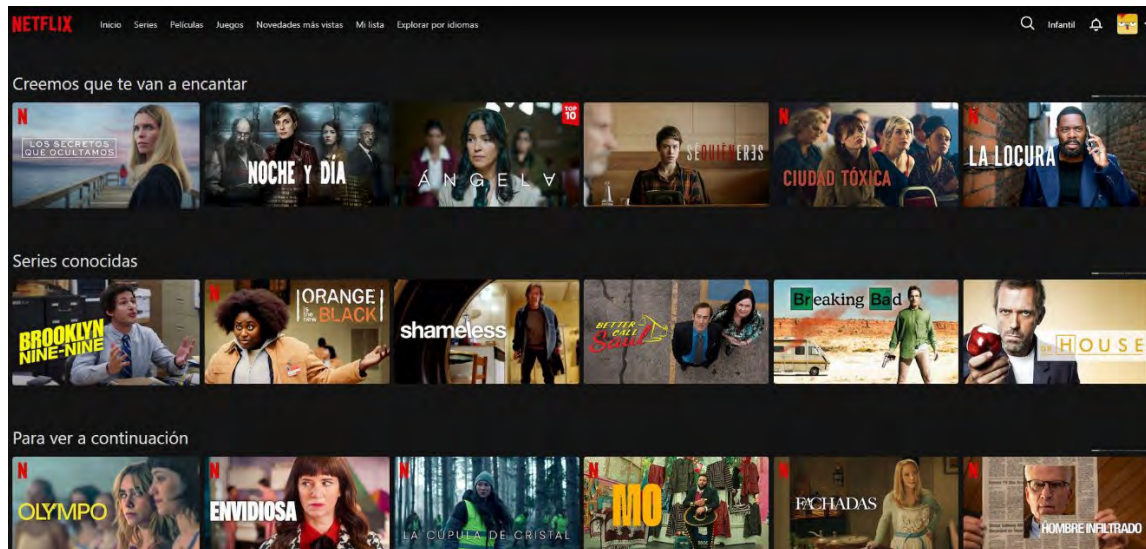 NETFLIX Inicio Series Películas Juegos Novedades más vistas Mi lista Explorar por idiomas Infantil
Creemos que te van a encantar
N
LOS SECRETOS
QUE OCULTAMOS
NOCHE Y DÍA
ÁNGELA
TOP
10
SÉQUIÉNERES
N
CIUDAD TÓXICA
N
LA LOCURA
Series conocidas
BROOKLYN
NINE-NINE
N
ORANGE
is the new BLACK
shameless
BETTER
CALL
Saul
Breaking Bad
DR. HOUSE
Para ver a continuación
N
OLYMPO
N
ENVIDIOSA
N
LA CÚPULA DE CRISTAL
N
MO
N
FACHADAS
N
UN HOMBRE INFILTRADO